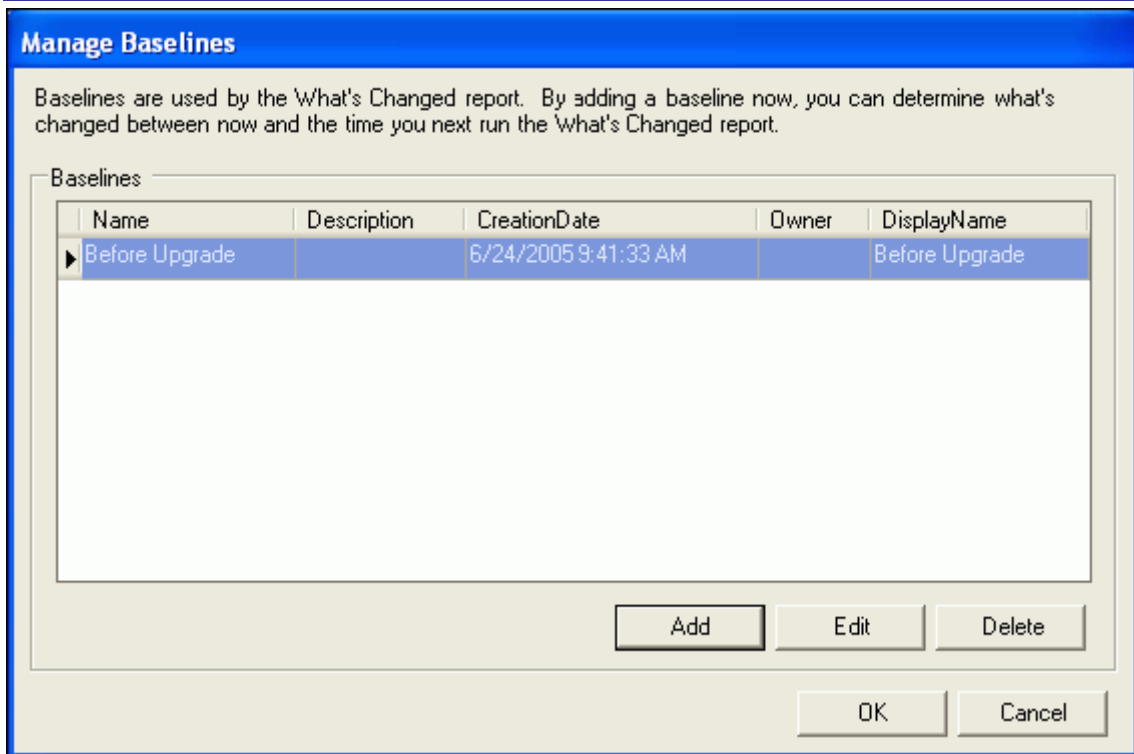 Manage Baselines
Baselines are used by the What's Changed report. By adding a baseline now, you can determine what's
changed between now and the time you next run the What's Changed report.
Baselines
Name Description CreationDate Owner DisplayName
Before Upgrade 6/24/2005 9:41:33 AM Before Upgrade
Add Edit Delete
OK Cancel